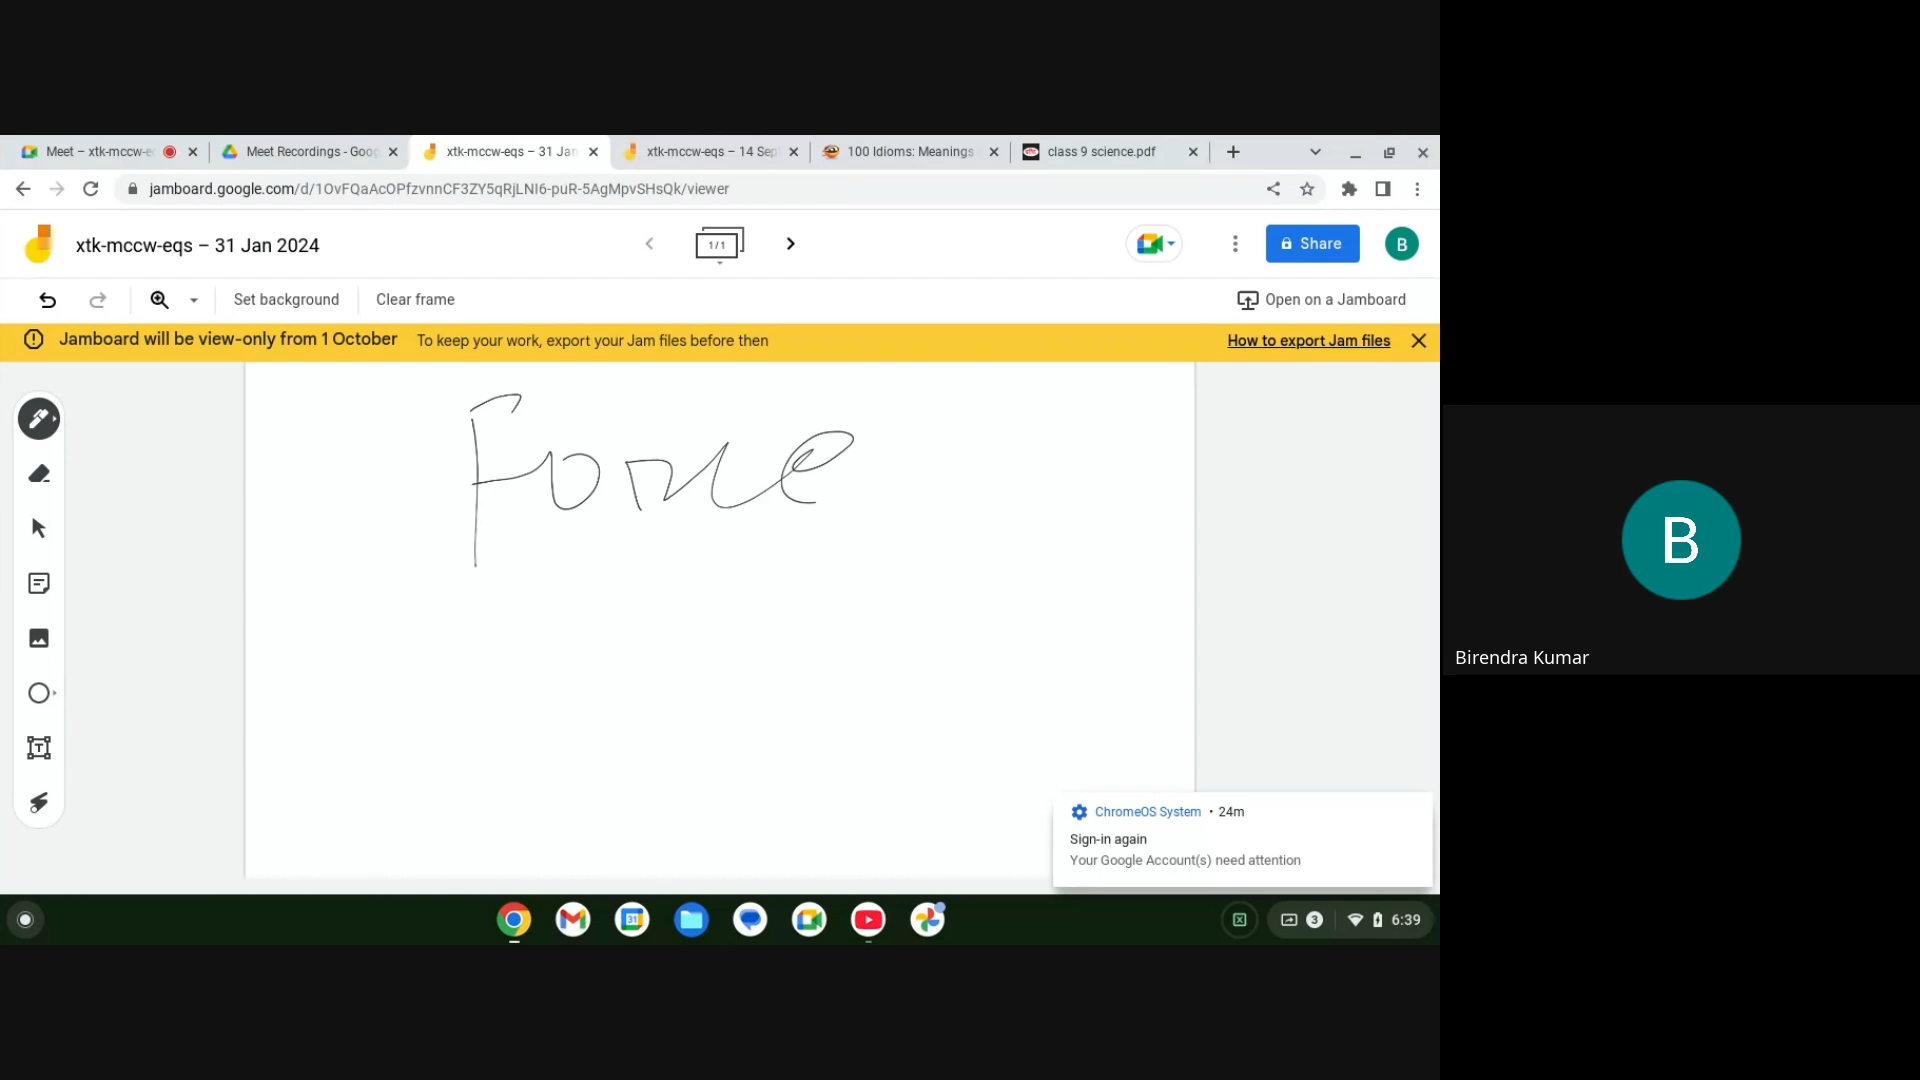 Meet – xtk-mccw-e
Meet Recordings - Goog
xtk-mccw-eqs – 31 Jan
xtk-mccw-eqs – 14 Sep
100 Idioms: Meanings
class 9 science.pdf
jamboard.google.com/d/1OvFQaAcOPfzvnnCF3ZY5qRjLNI6-puR-5AgMpvSHsQk/viewer
xtk-mccw-eqs – 31 Jan 2024
1/1
Share
B
Set background
Clear frame
Open on a Jamboard
Jamboard will be view-only from 1 October To keep your work, export your Jam files before then How to export Jam files
Force
B
Birendra Kumar
ChromeOS System • 24m
Sign-in again
Your Google Account(s) need attention
31
3
6:39